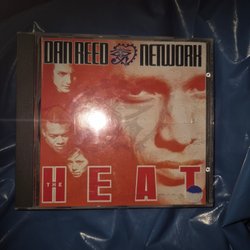 DAN REED NETWORK
THE HEAT